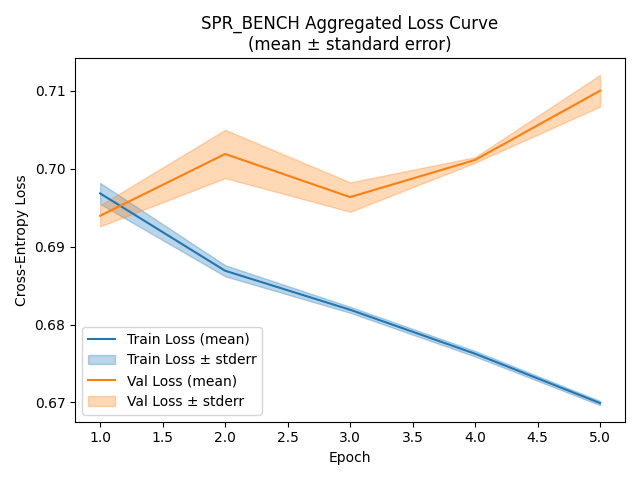 SPR_BENCH Aggregated Loss Curve
(mean ± standard error)
Cross-Entropy Loss
0.71
0.70
0.69
0.68
0.67
Train Loss (mean)
Train Loss ± stderr
Val Loss (mean)
Val Loss ± stderr
1.0 1.5 2.0 2.5 3.0 3.5 4.0 4.5 5.0
Epoch